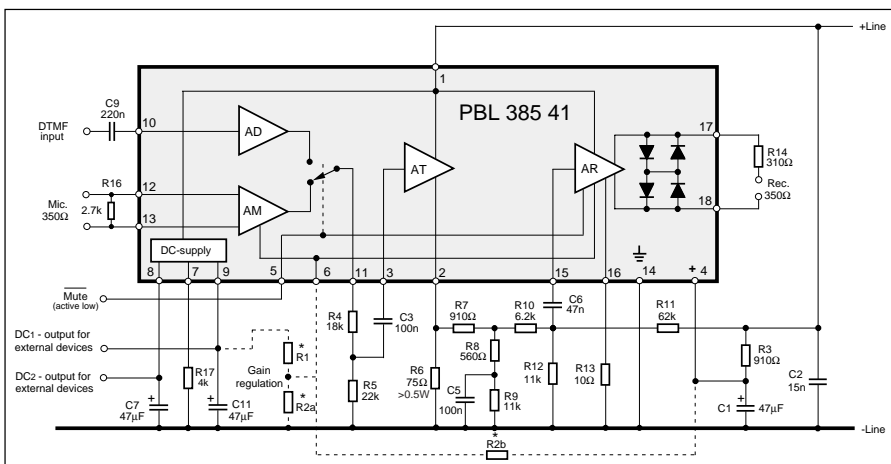 +Line
1
PBL 385 41
C9
220n
DTMF
input
10
AD
17
R14
310Ω
AT
AR
Rec.
350Ω
R16
2.7k
Mic.
350Ω
12
13
AM
18
DC-supply
8
7
9
5
6
11
3
2
15
16
14
+ 4
Mute
(active low)
DC1 - output for
external devices
DC2 - output for
external devices
R17
4k
C7
+
47µF
C11
+
47µF
*
R1
Gain
regulation
*
R2a
R4
18k
R5
22k
C3
100n
R7
910Ω
R10
6.2k
C6
47n
R11
62k
R8
560Ω
R6
75Ω
>0.5W
C5
100n
R9
11k
R12
11k
R13
10Ω
R3
910Ω
C1
+
47µF
C2
15n
*
R2b
-Line